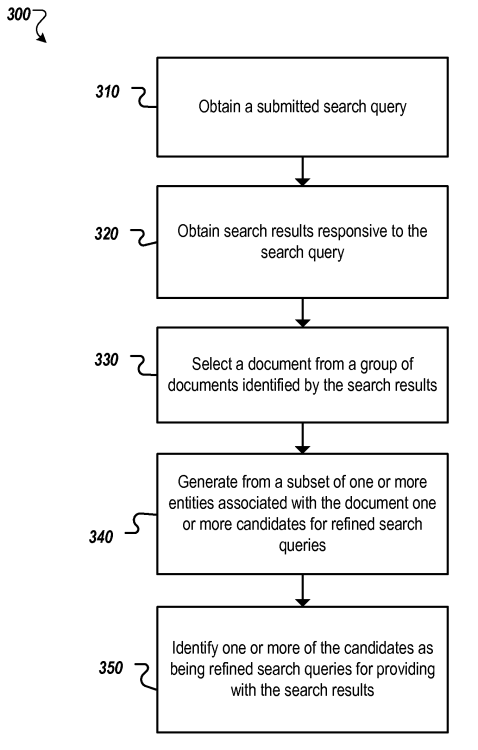 300
310
Obtain a submitted search query
320
Obtain search results responsive to the
search query
330
Select a document from a group of
documents identified by the search results
340
Generate from a subset of one or more
entities associated with the document one
or more candidates for refined search
queries
350
Identify one or more of the candidates as
being refined search queries for providing
with the search results